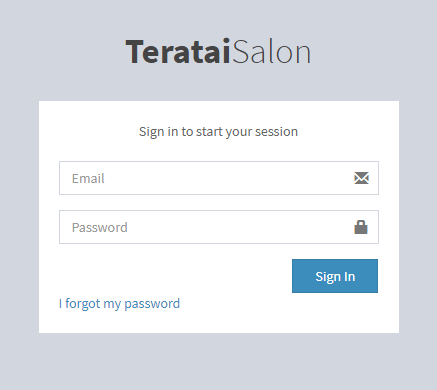 TerataiSalon
Sign in to start your session
Email
Password
Sign In
I forgot my password